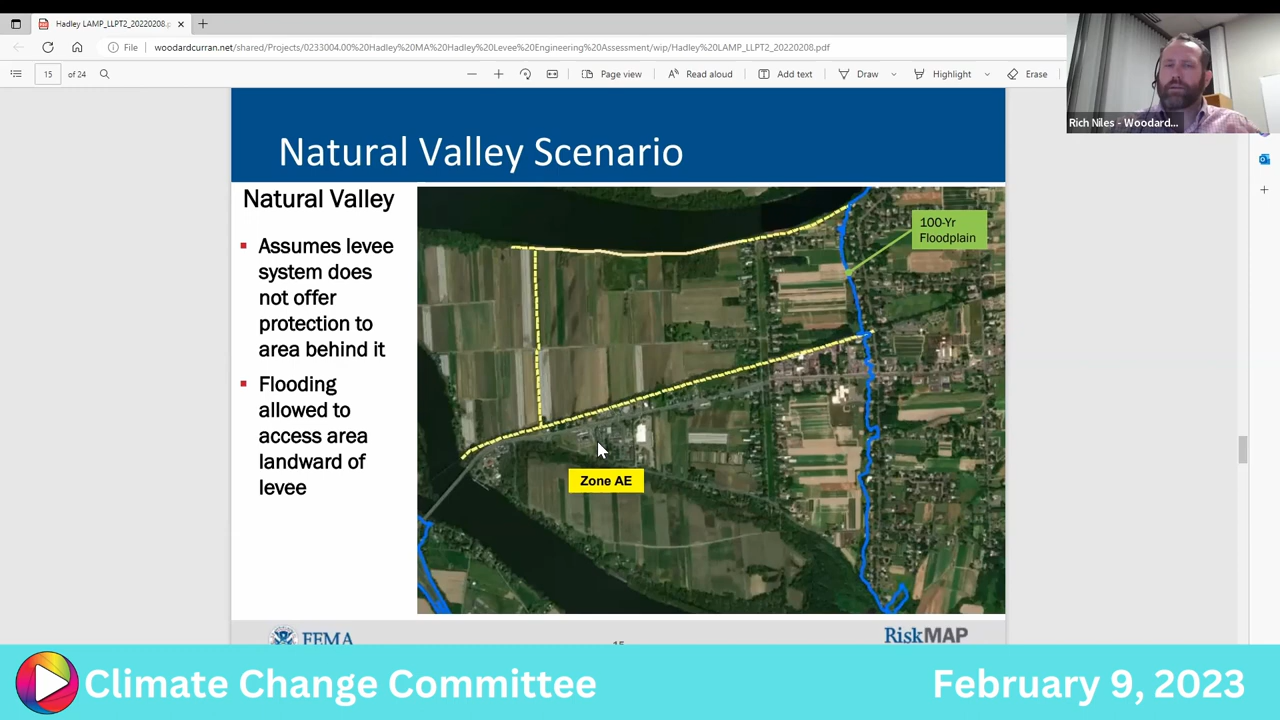 Hadley LAMP_LLPT2_20220208.p
File
woodardcurran.net/shared/Projects/0233004.00%20Hadley%20MA%20Hadley%20Levee%20Engineering%20Assessment/wip/Hadley%20LAMP_LLPT2_20220208.pdf
15 of 24
Page view
Read aloud
Add text
Draw
Highlight
Erase
Rich Niles - Woodard...
Natural Valley Scenario
Natural Valley
Assumes levee
system does
not offer
protection to
area behind it
Flooding
allowed to
access area
landward of
levee
100-Yr
Floodplain
Zone AE
FEMA
15
RiskMAP
Climate Change Committee
February 9, 2023